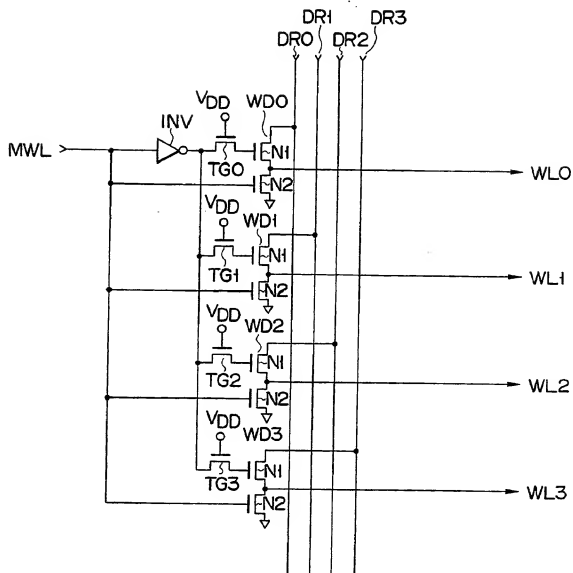 DR1 DR3
DR0 DR2
INV
VDD WD0
MWL N1
TG0 WL0
N2
VDD WD1
N1
TG1 WL1
N2
VDD WD2
N1
TG2 WL2
N2
VDD WD3
N1
TG3 WL3
N2